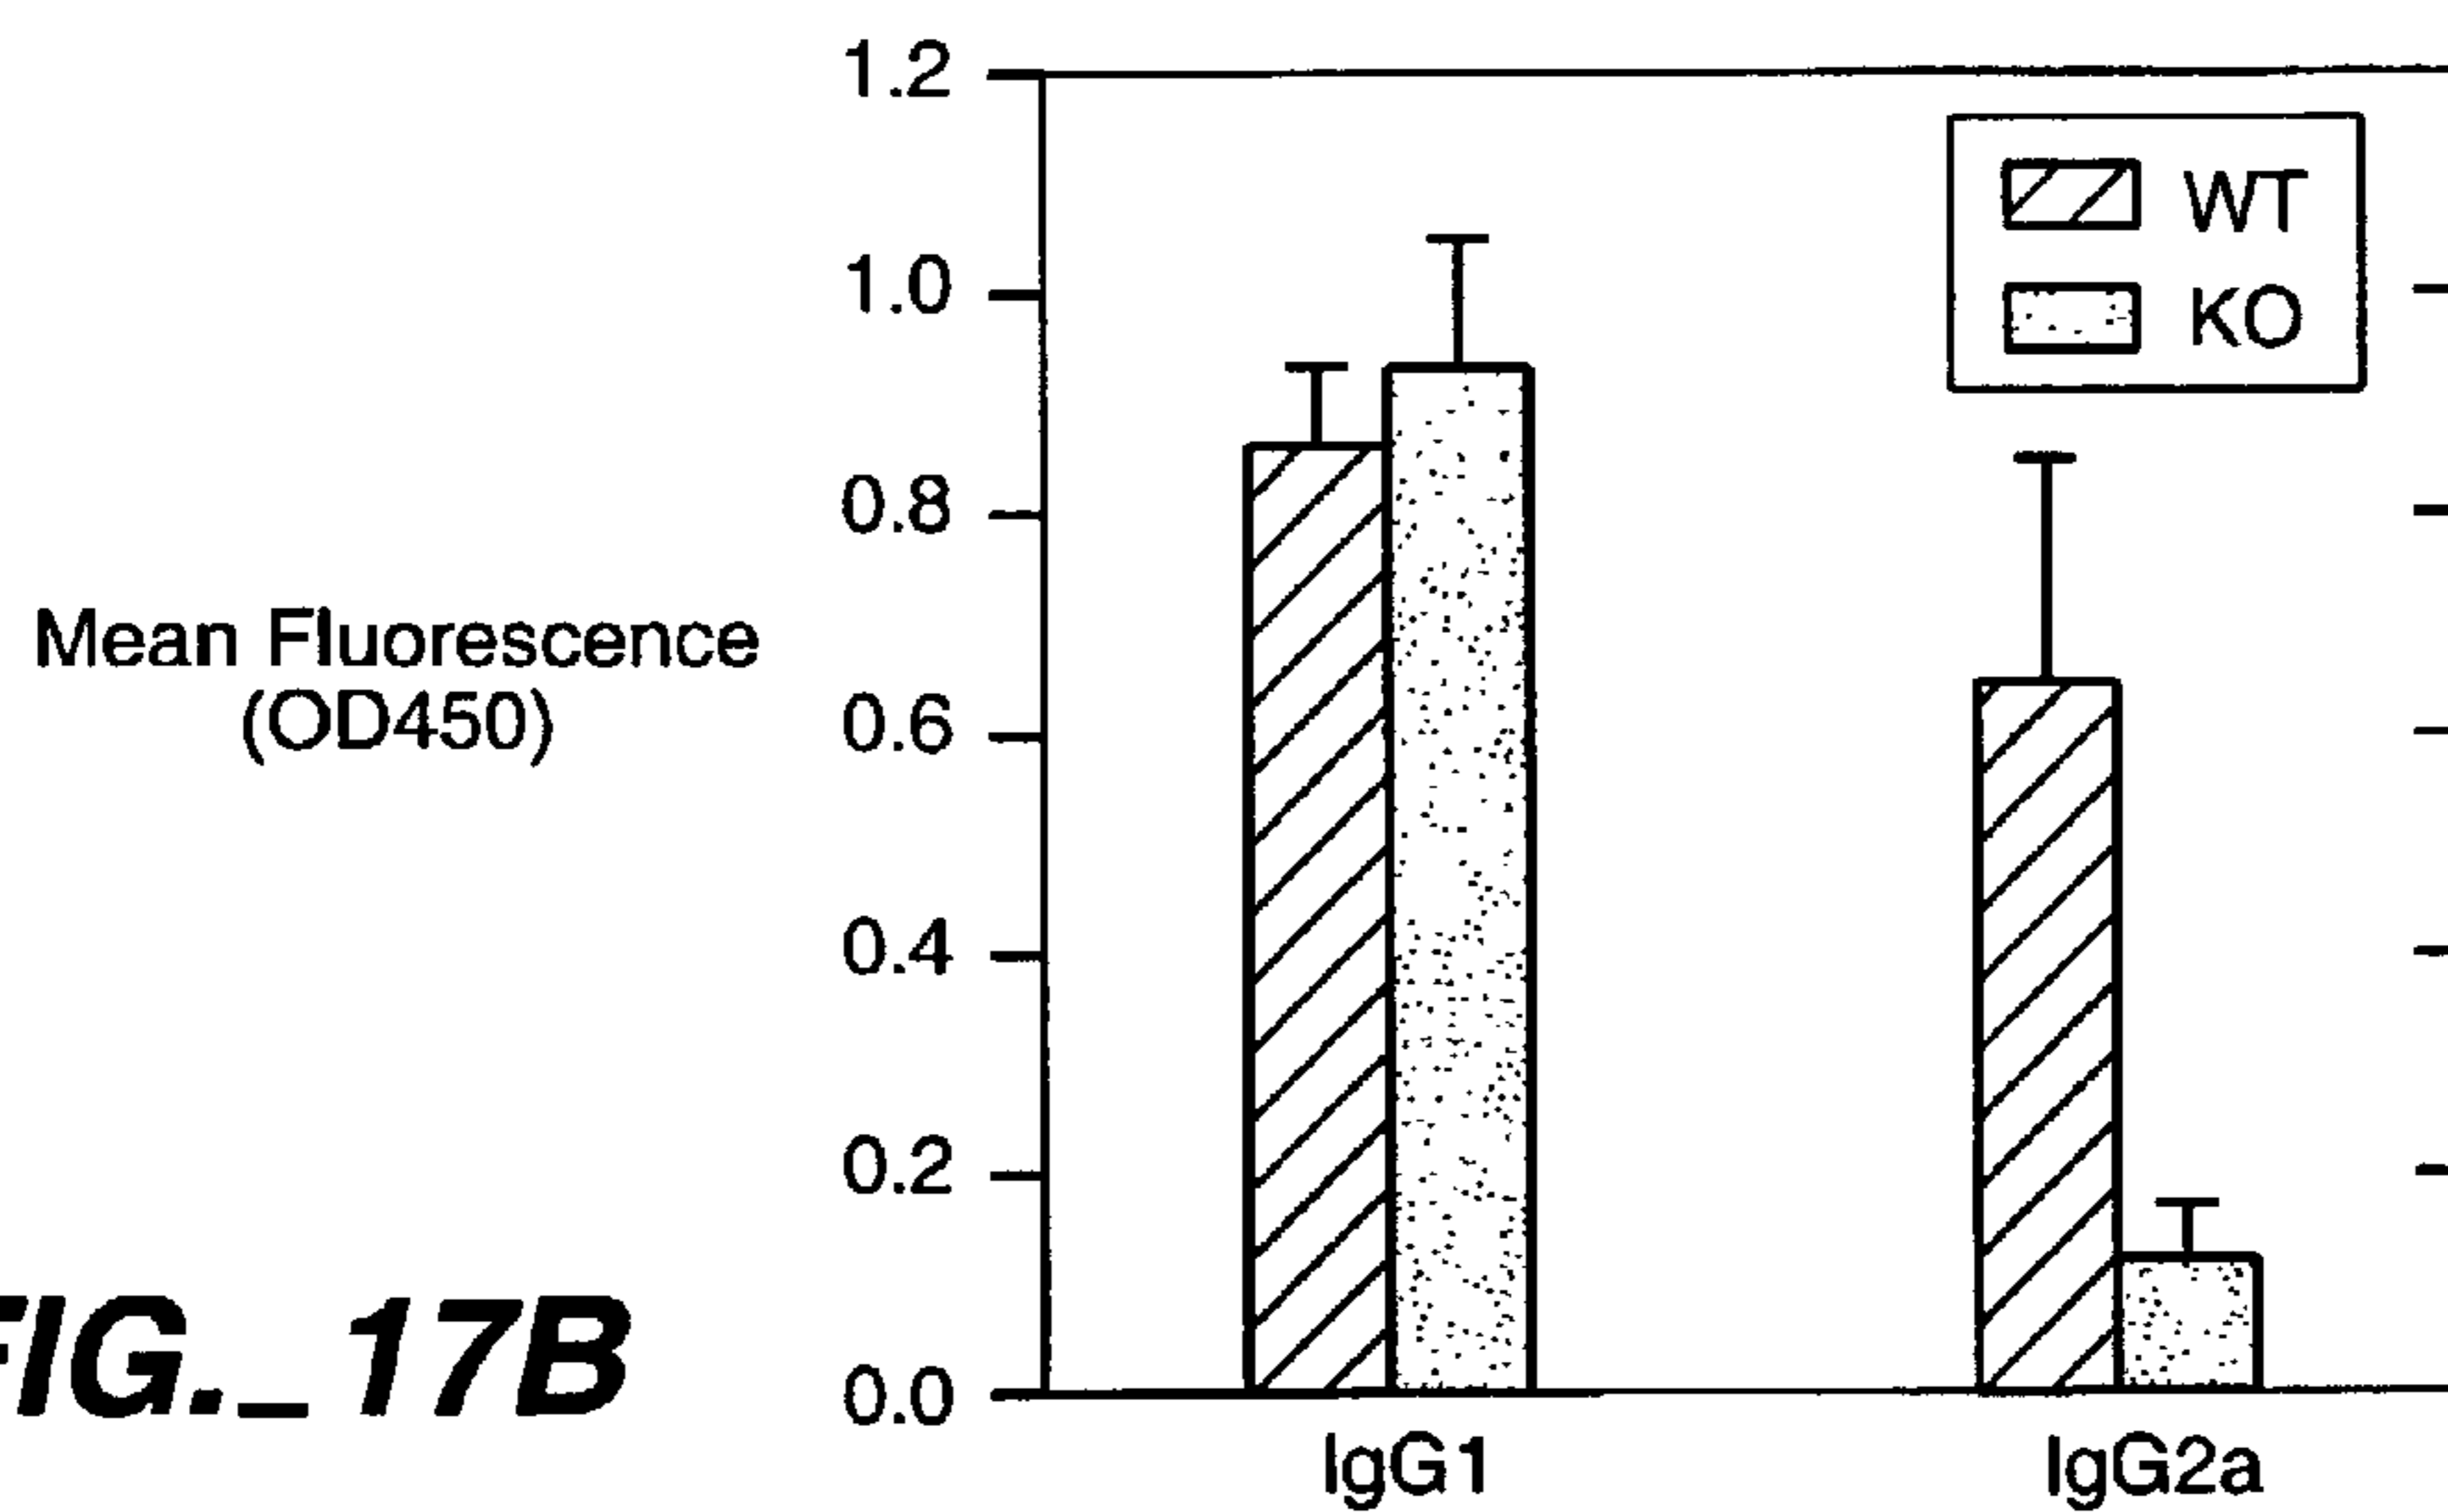 1.2
1.0
0.8
0.6
0.4
0.2
0.0
Mean Fluorescence
(OD450)
WT
KO
IgG1
IgG2a
FIG._17B